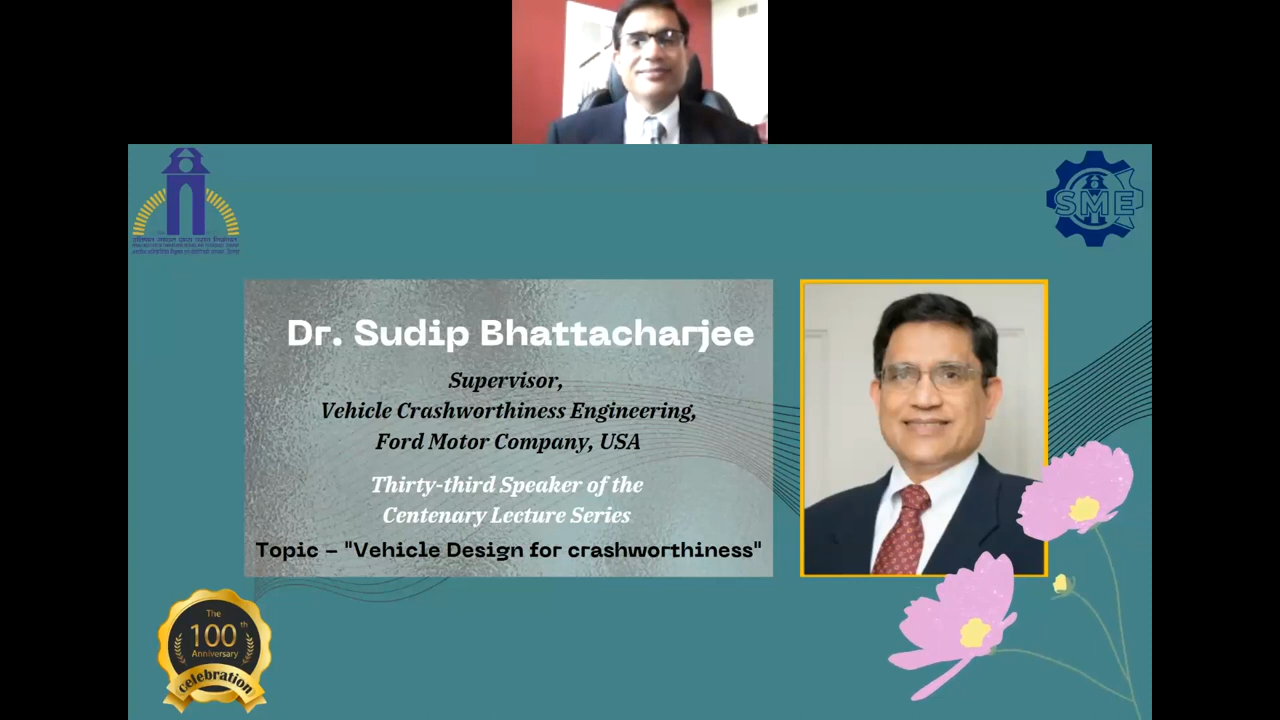 SME
Dr. Sudip Bhattacharjee
Supervisor,
Vehicle Crashworthiness Engineering,
Ford Motor Company, USA
Thirty-third Speaker of the
Centenary Lecture Series
Topic - "Vehicle Design for crashworthiness"
The
100th
Anniversary
celebration